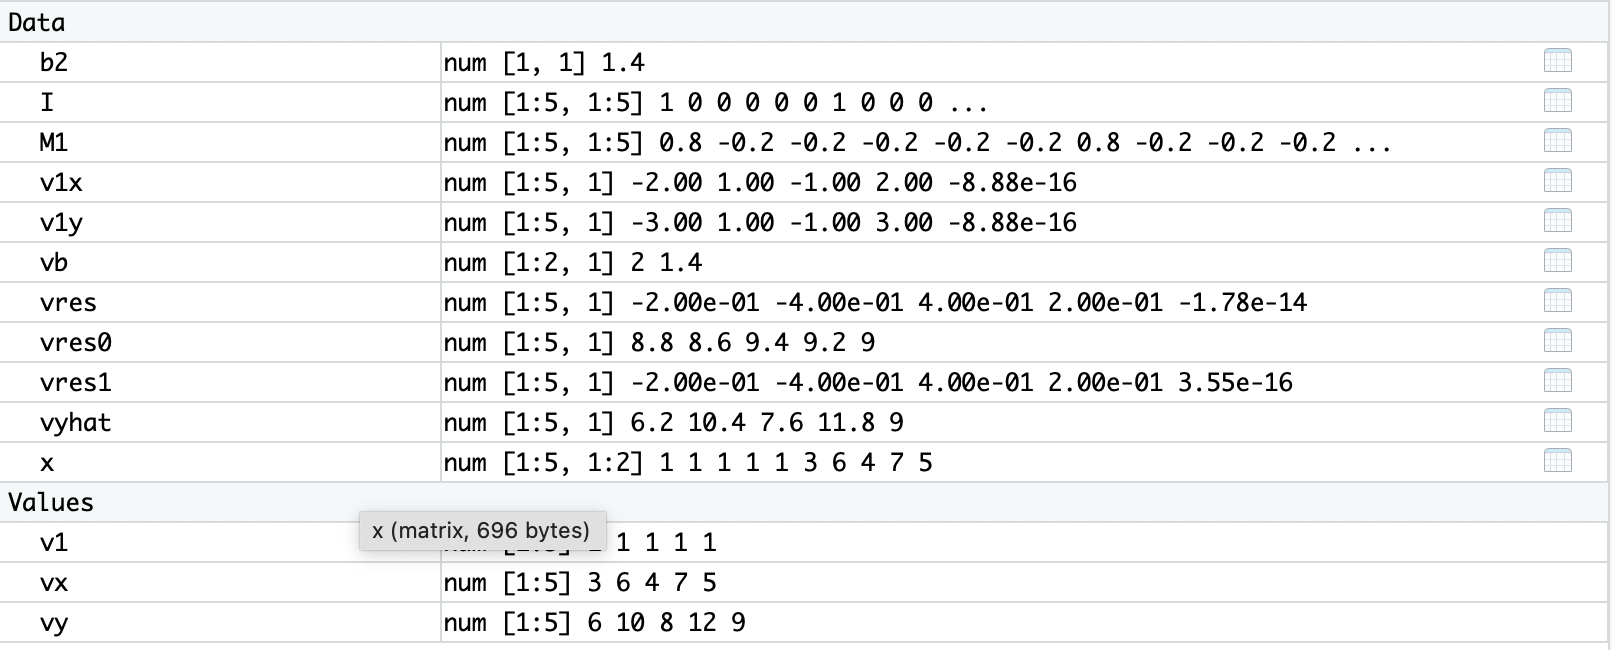 Data
b2 num [1, 1] 1.4
I num [1:5, 1:5] 1 0 0 0 0 0 1 0 0 0 ...
M1 num [1:5, 1:5] 0.8 -0.2 -0.2 -0.2 -0.2 -0.2 0.8 -0.2 -0.2 -0.2 ...
v1x num [1:5, 1] -2.00 1.00 -1.00 2.00 -8.88e-16
v1y num [1:5, 1] -3.00 1.00 -1.00 3.00 -8.88e-16
vb num [1:2, 1] 2 1.4
vres num [1:5, 1] -2.00e-01 -4.00e-01 4.00e-01 2.00e-01 -1.78e-14
vres0 num [1:5, 1] 8.8 8.6 9.4 9.2 9
vres1 num [1:5, 1] -2.00e-01 -4.00e-01 4.00e-01 2.00e-01 3.55e-16
vyhat num [1:5, 1] 6.2 10.4 7.6 11.8 9
x num [1:5, 1:2] 1 1 1 1 1 3 6 4 7 5
Values
x (matrix, 696 bytes)
v1 1 1 1 1
vx num [1:5] 3 6 4 7 5
vy num [1:5] 6 10 8 12 9